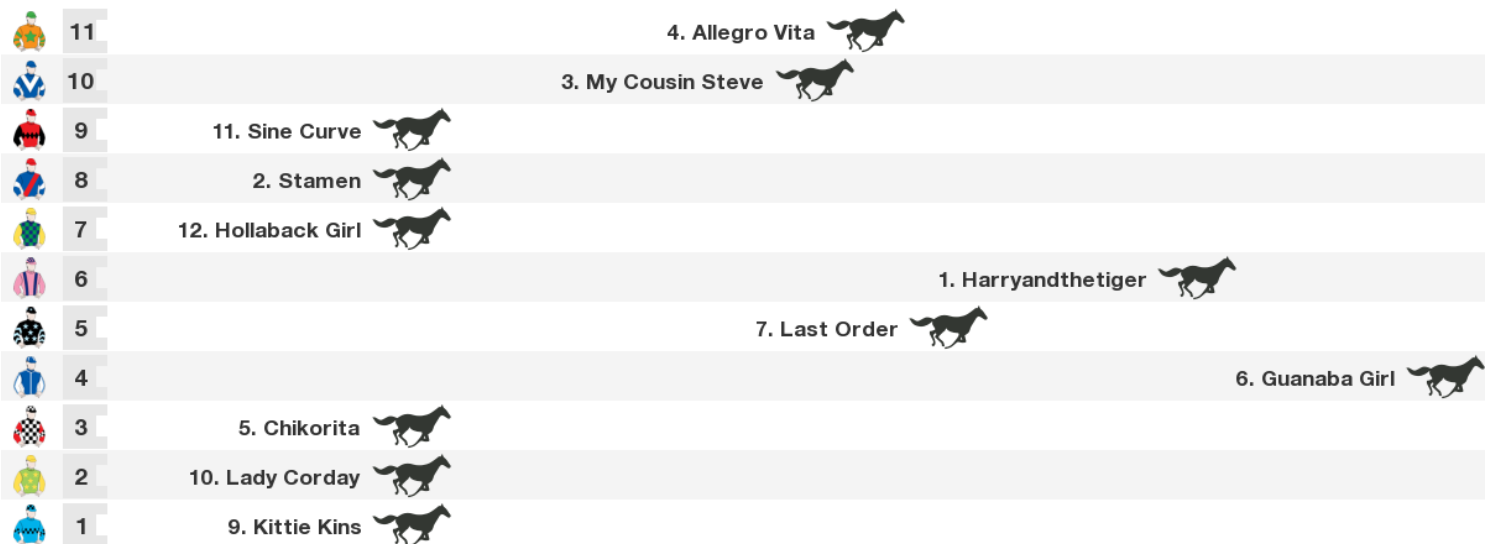 11 4. Allegro Vita
10 3. My Cousin Steve
9 11. Sine Curve
8 2. Stamen
7 12. Hollaback Girl
6 1. Harryandthetiger
5 7. Last Order
4 6. Guanaba Girl
3 5. Chikorita
2 10. Lady Corday
1 9. Kittie Kins